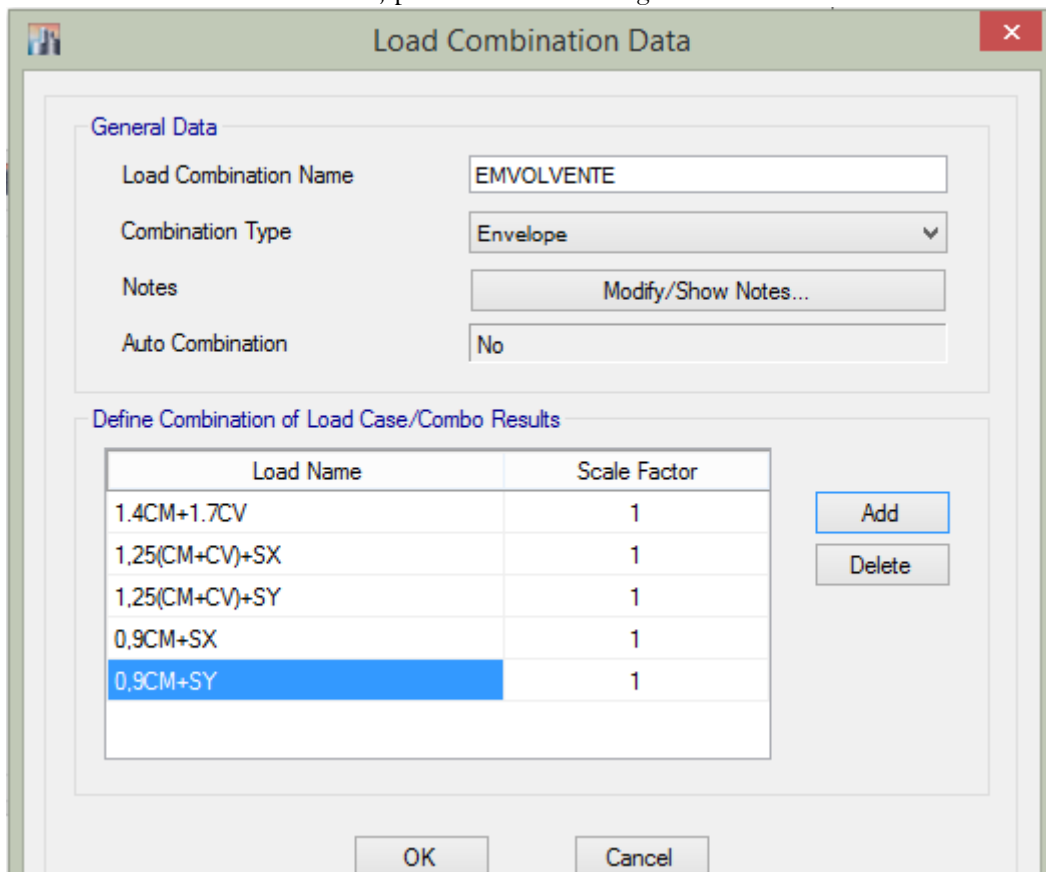 Load Combination Data
General Data
Load Combination Name EMVOLVENTE
Combination Type Envelope
Notes Modify/Show Notes...
Auto Combination No
Define Combination of Load Case/Combo Results
Load Name Scale Factor
1.4CM+1.7CV 1
1,25(CM+CV)+SX 1
1,25(CM+CV)+SY 1
0,9CM+SX 1
0,9CM+SY 1
Add
Delete
OK Cancel